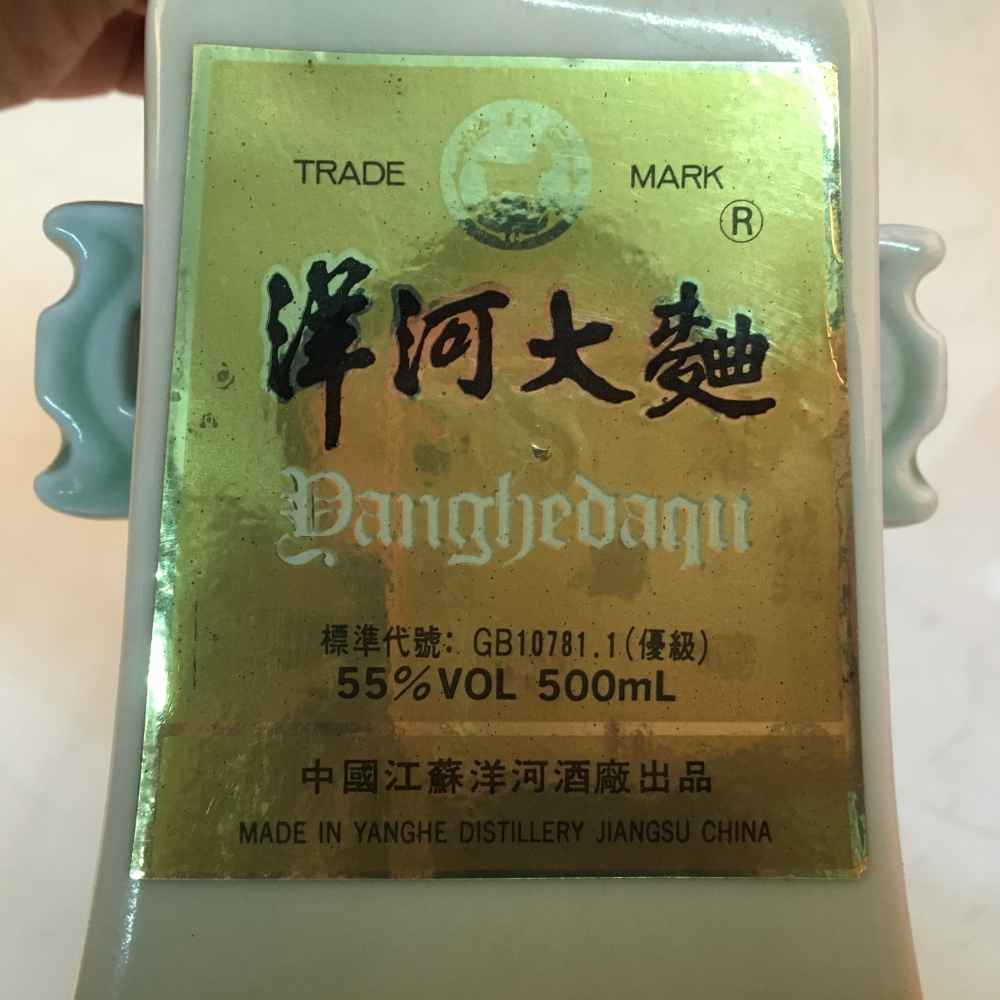 TRADE MARK
®
洋河大麯
Yanghedaqu
標準代號: GB10781.1(優級)
55%VOL 500mL
中國江蘇洋河酒廠出品
MADE IN YANGHE DISTILLERY JIANGSU CHINA